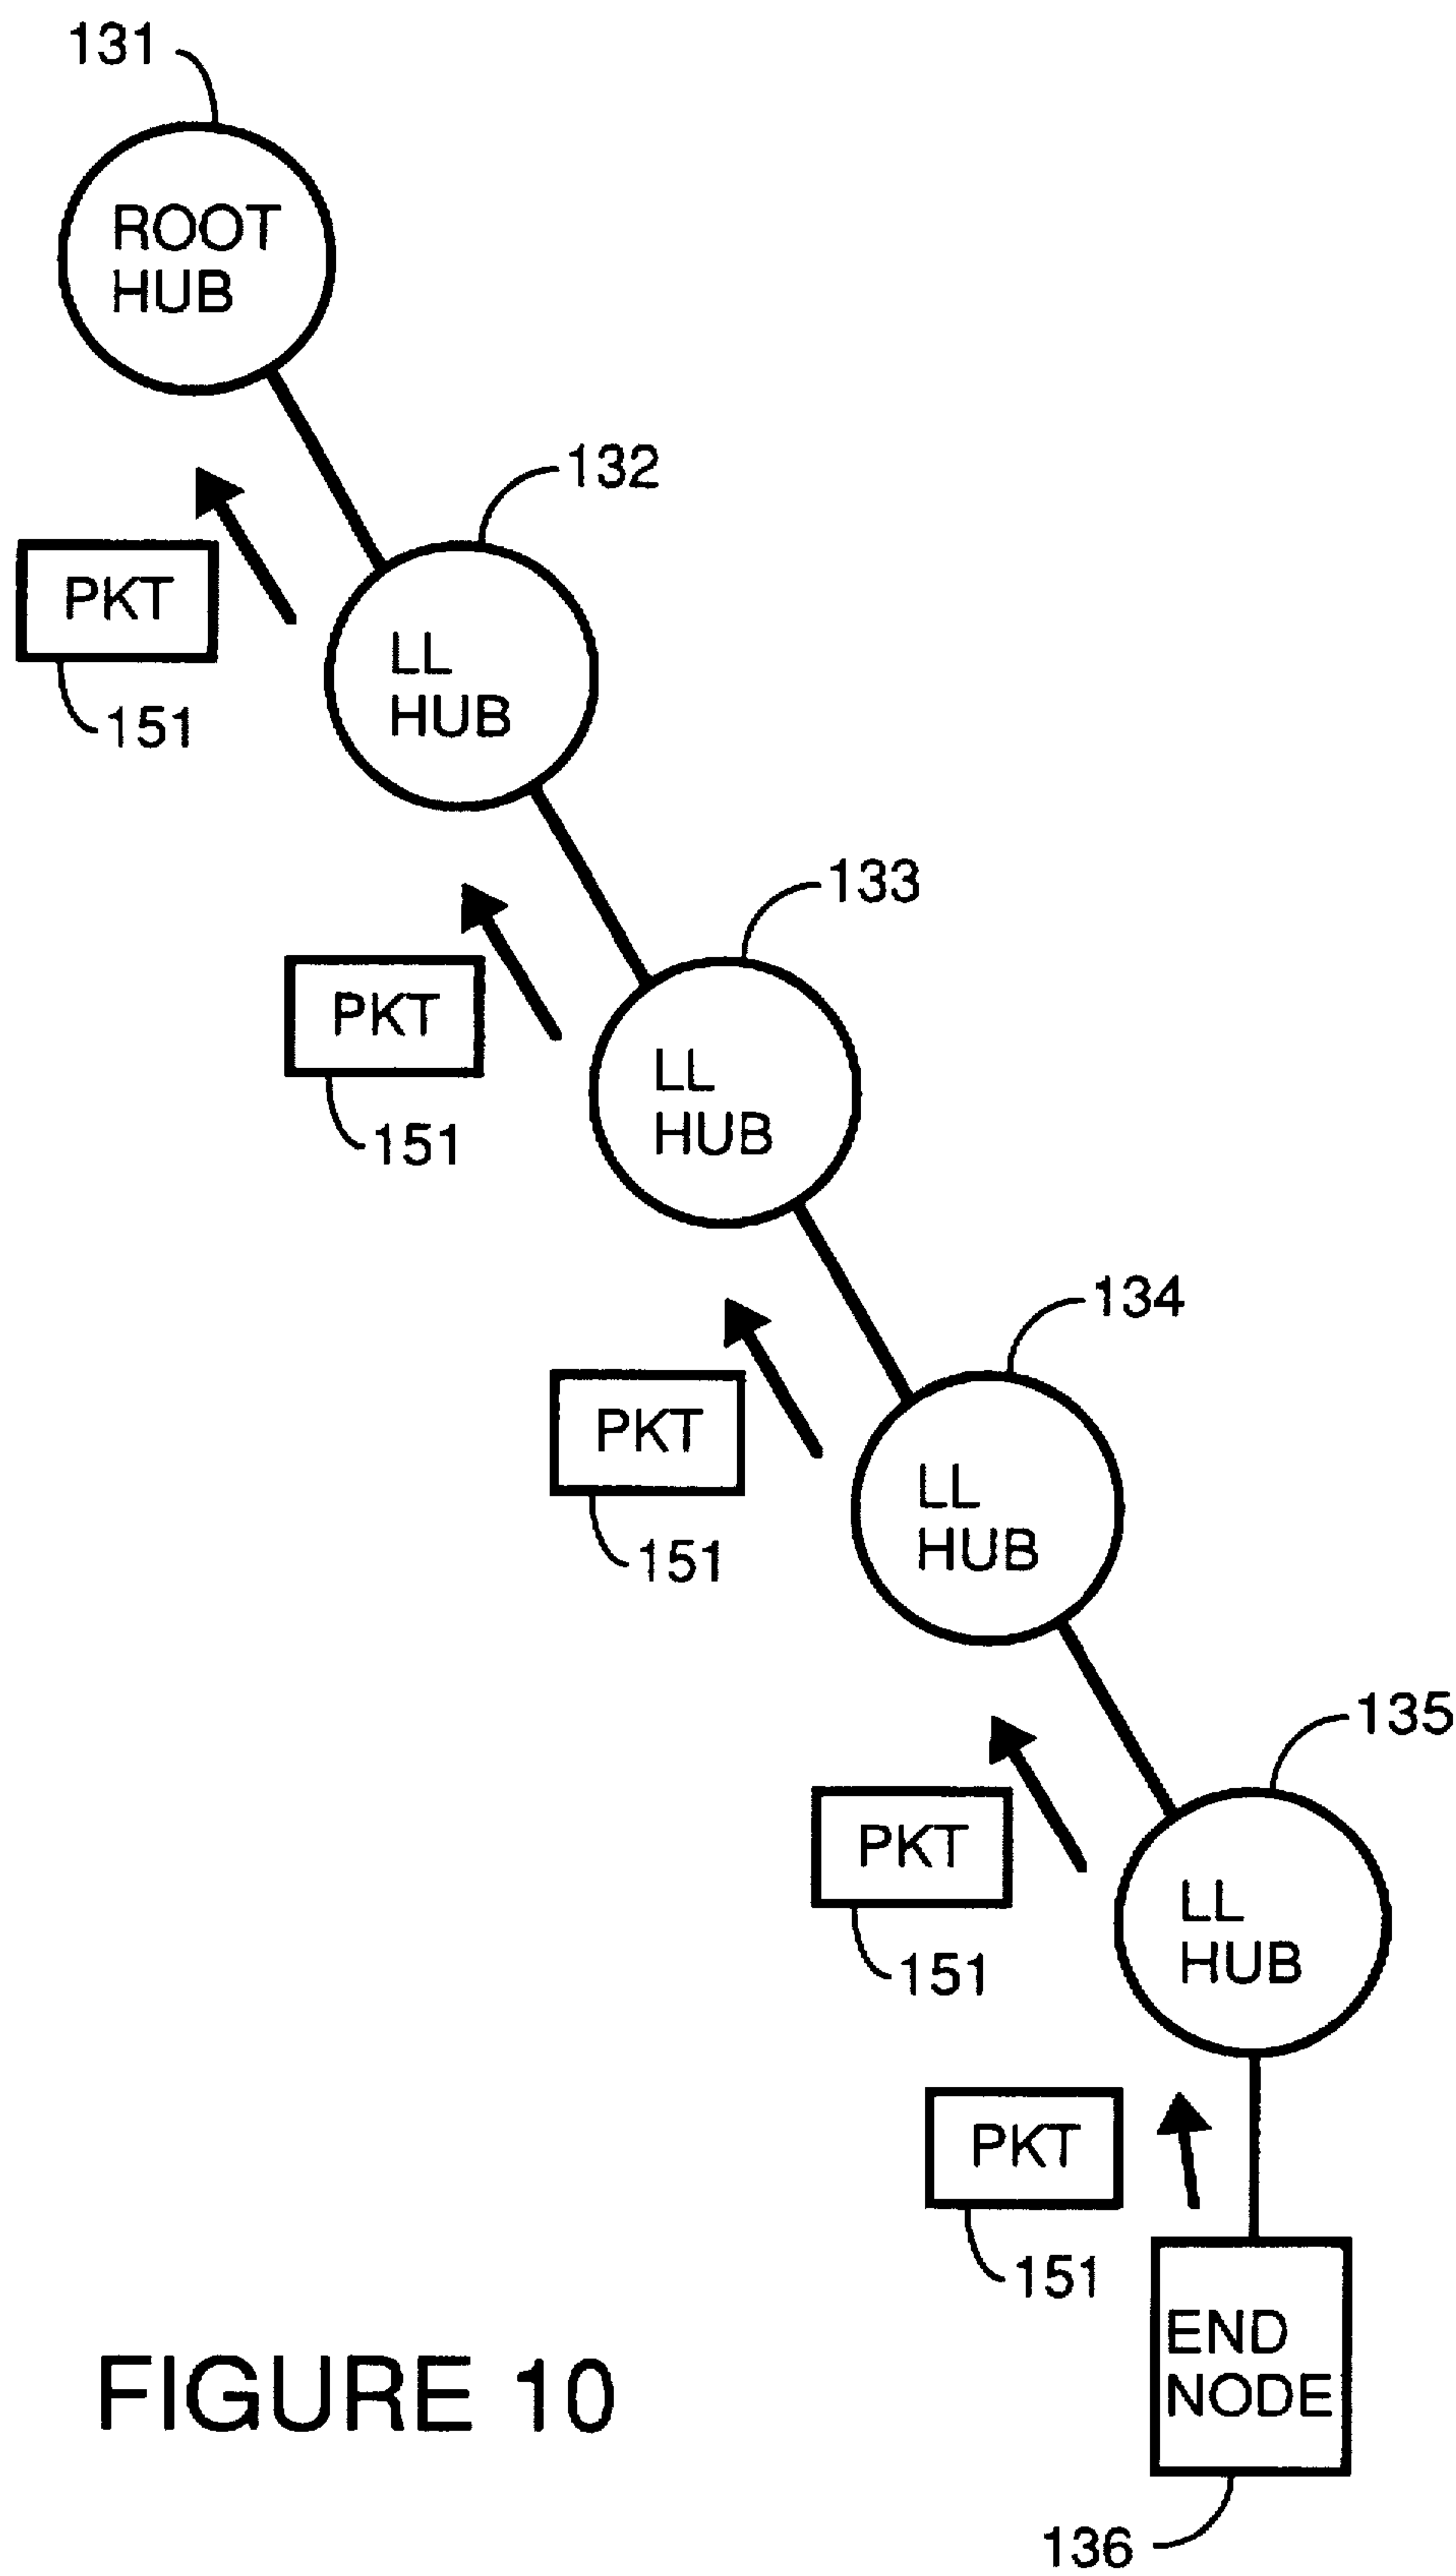 131
ROOT
HUB
132
PKT
LL
HUB
151
133
PKT
LL
HUB
151
134
PKT
LL
HUB
151
135
PKT
LL
HUB
151
PKT
151
END
NODE
FIGURE 10
136